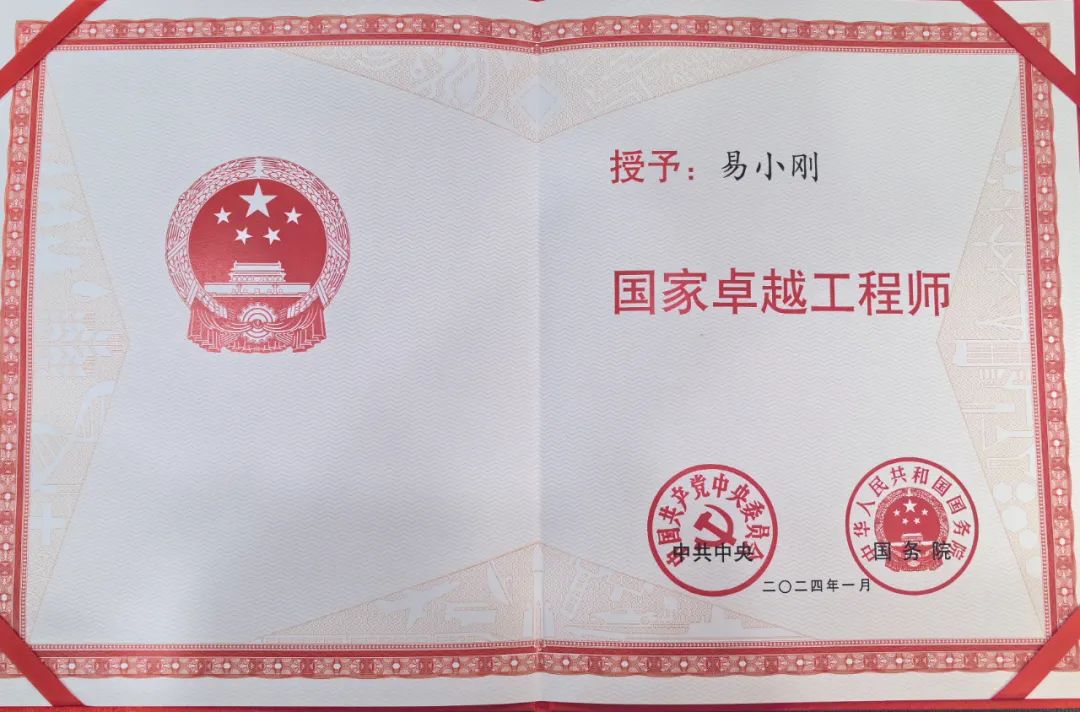 授予：易小刚
国家卓越工程师
中国共产党中央委员会
中共中央
中华人民共和国国务院
国务院
二〇二四年一月